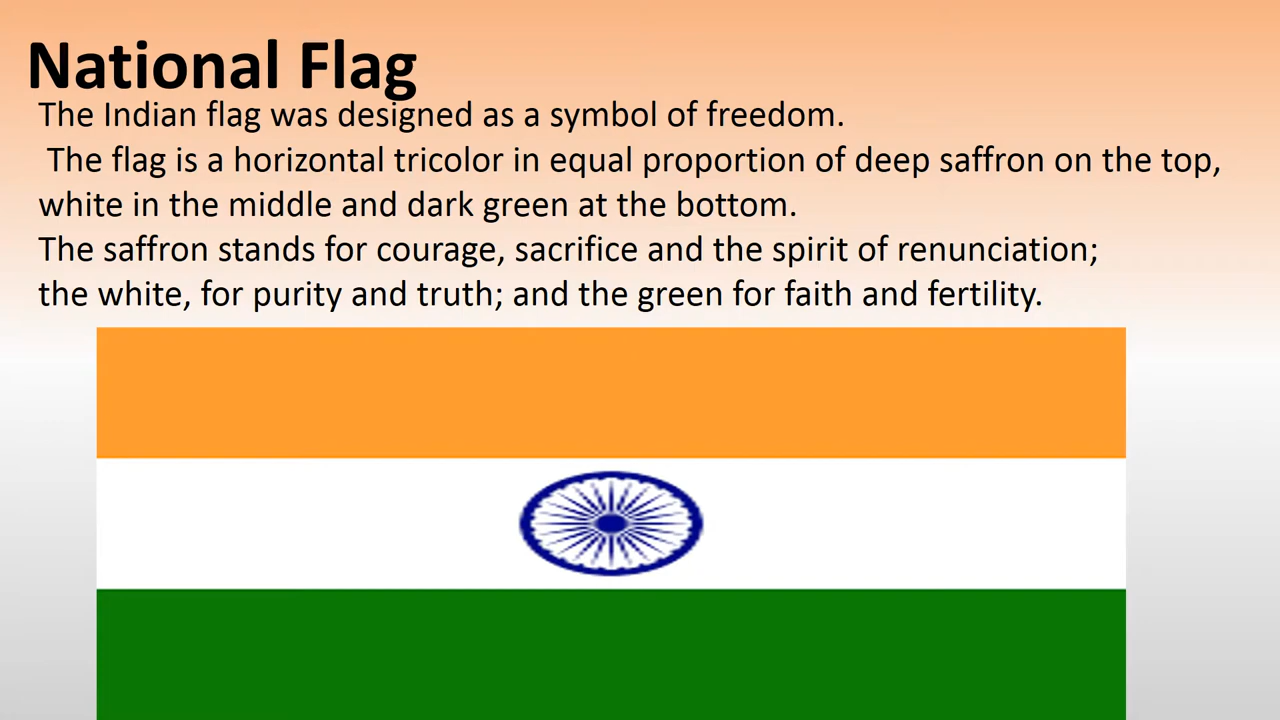 National Flag
The Indian flag was designed as a symbol of freedom.
The flag is a horizontal tricolor in equal proportion of deep saffron on the top,
white in the middle and dark green at the bottom.
The saffron stands for courage, sacrifice and the spirit of renunciation;
the white, for purity and truth; and the green for faith and fertility.